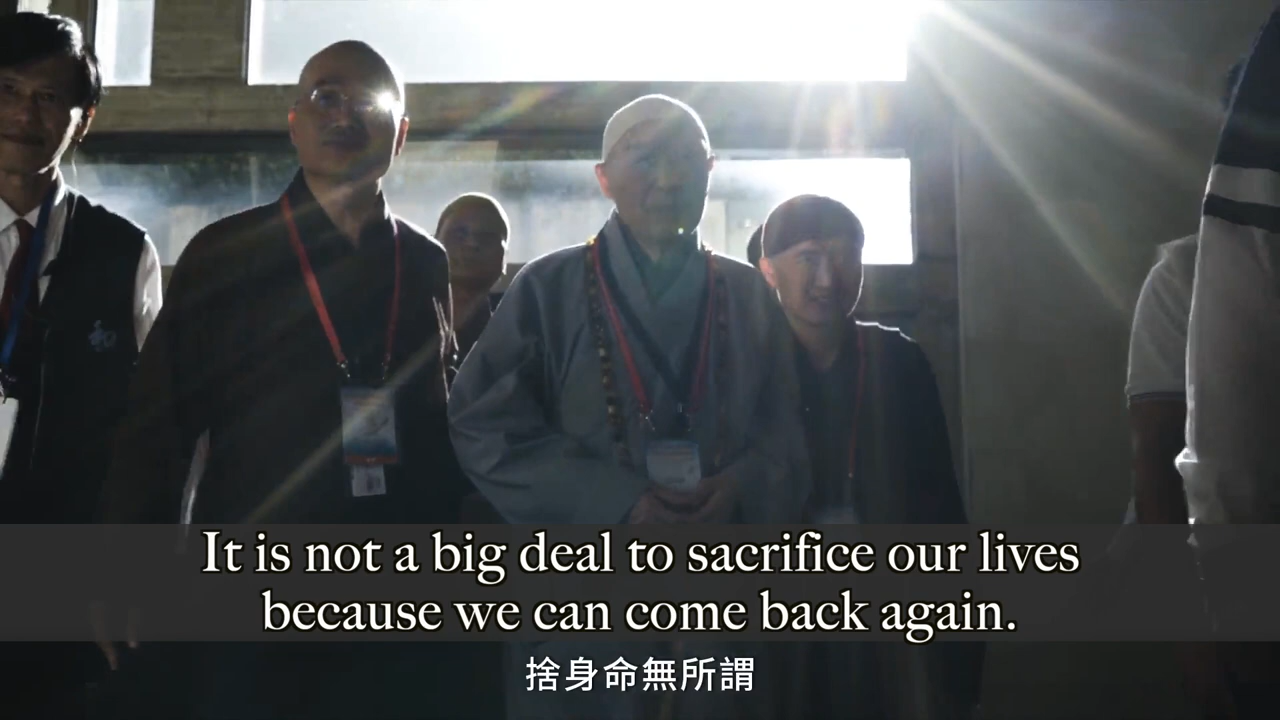 It is not a big deal to sacrifice our lives
because we can come back again.
捨身命無所謂